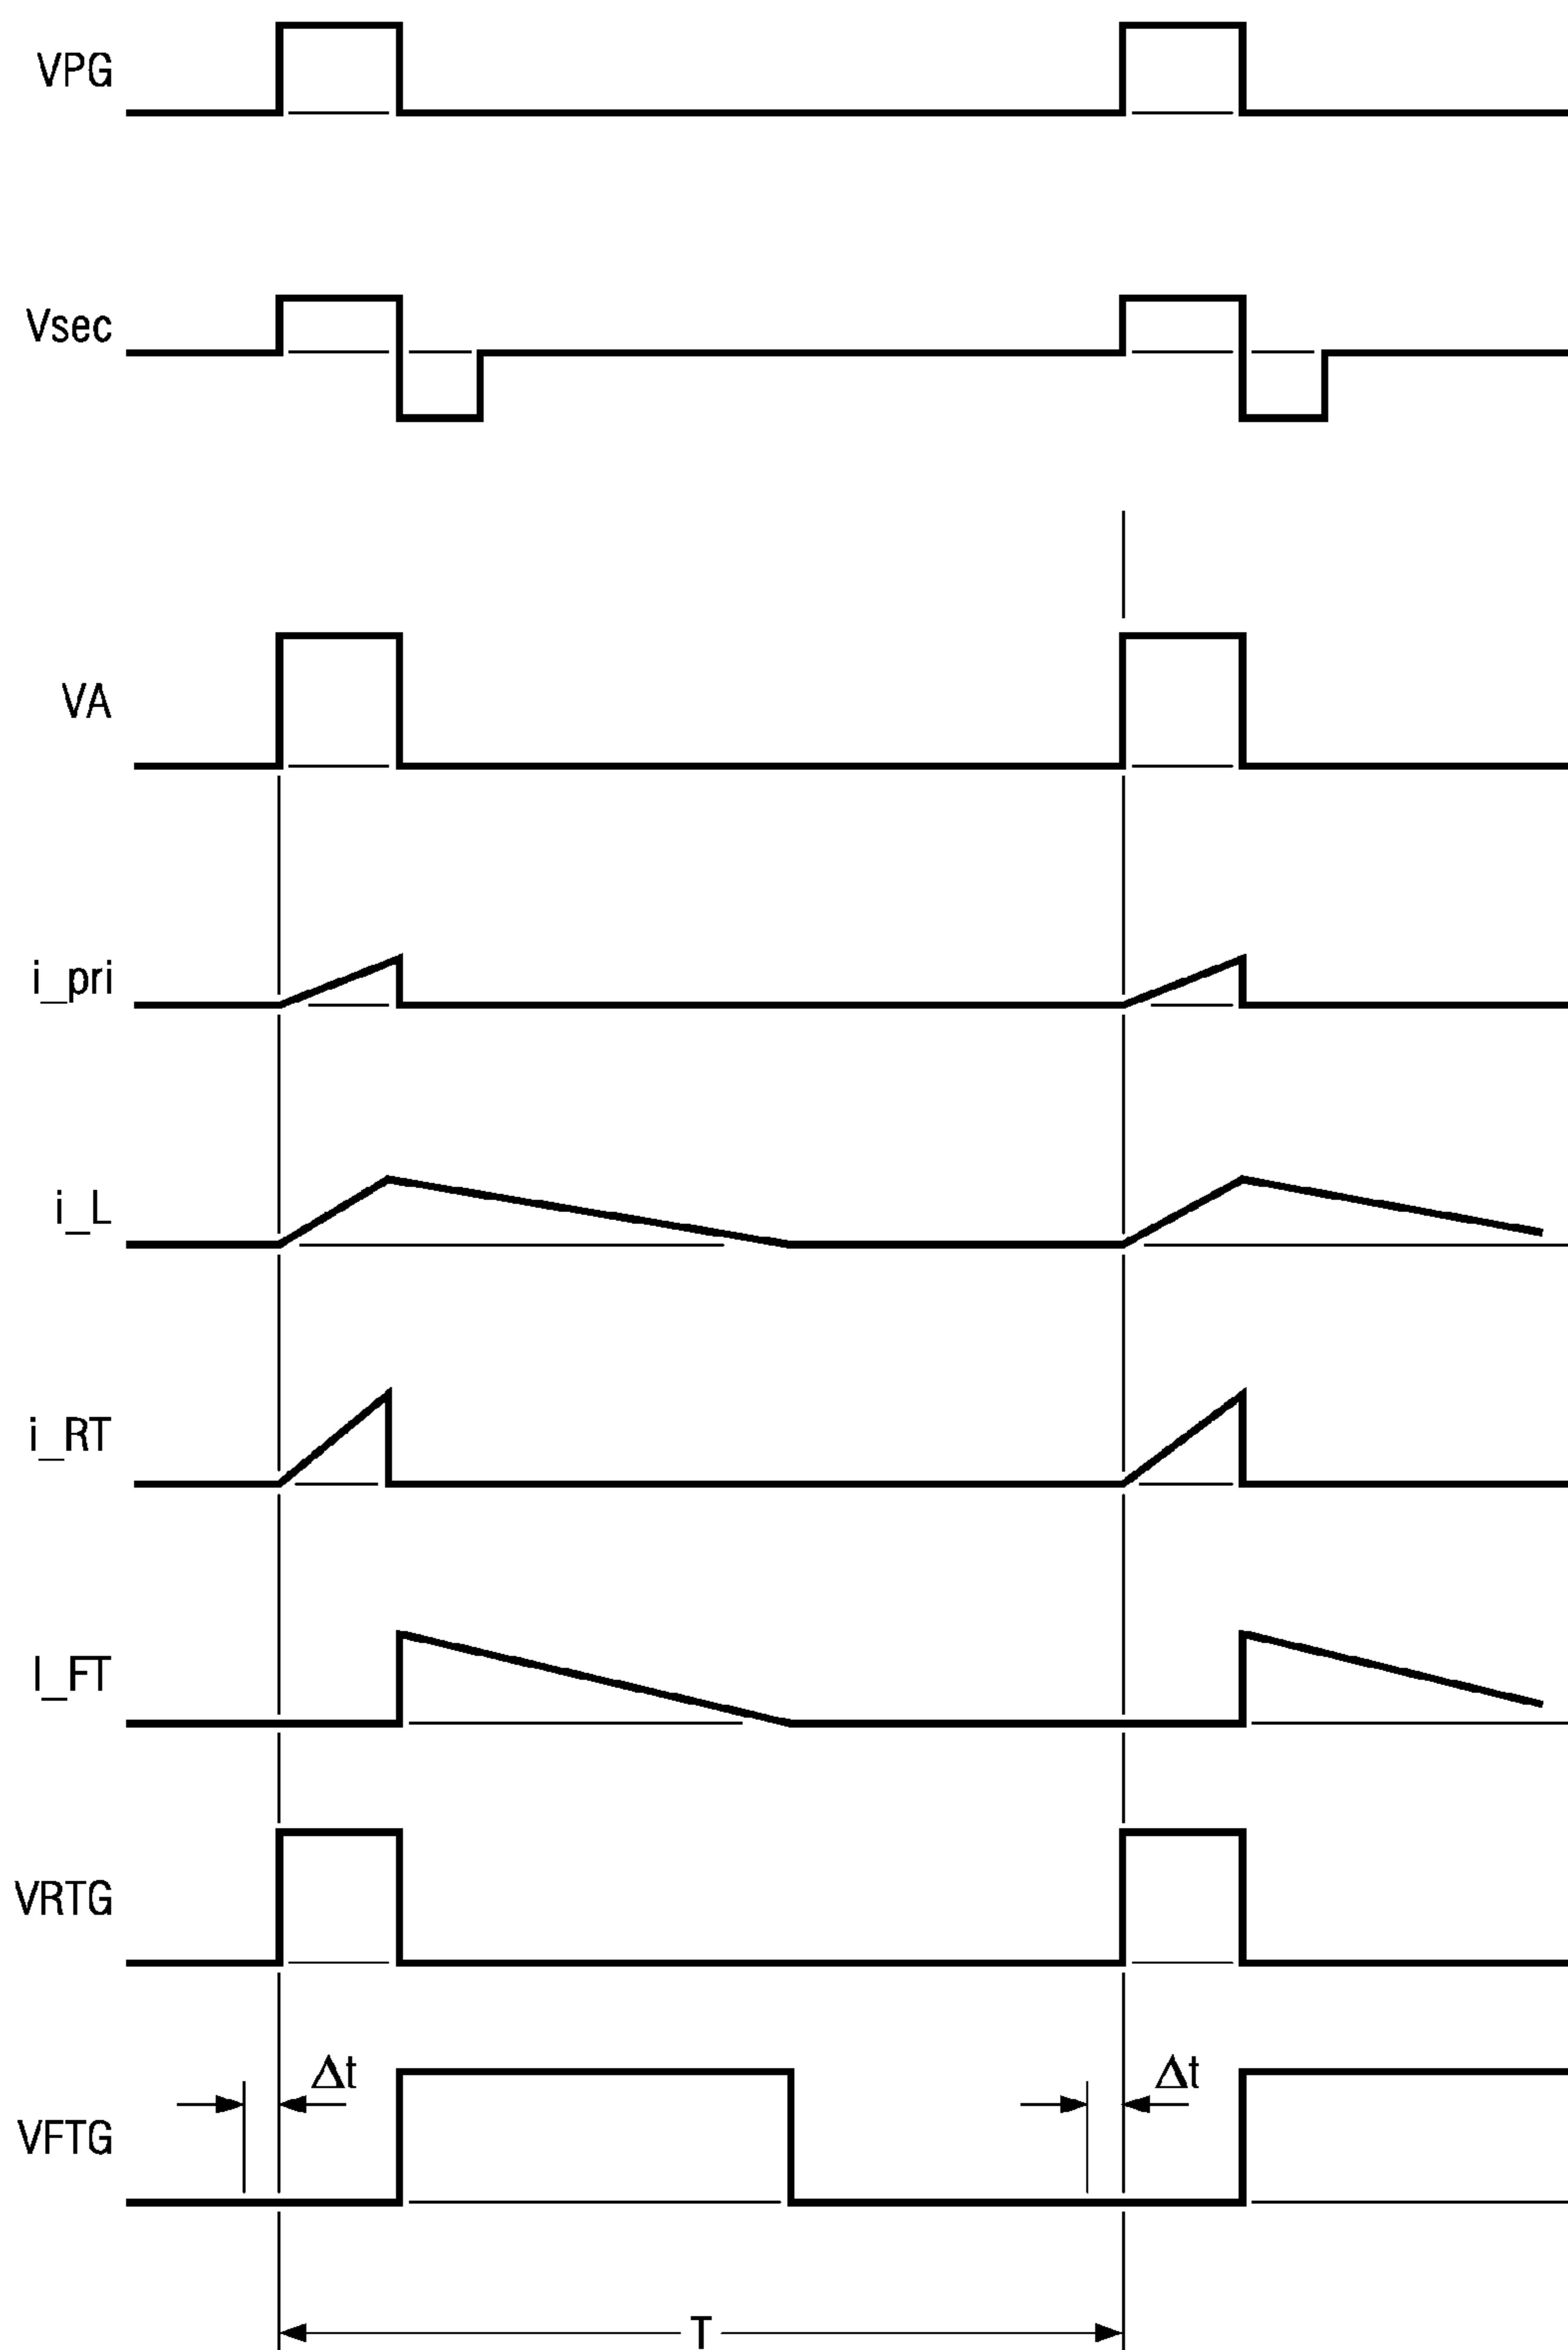 VPG
Vsec
VA
i_pri
i_L
i_RT
I_FT
VRTG
Δt
Δt
VFTG
T